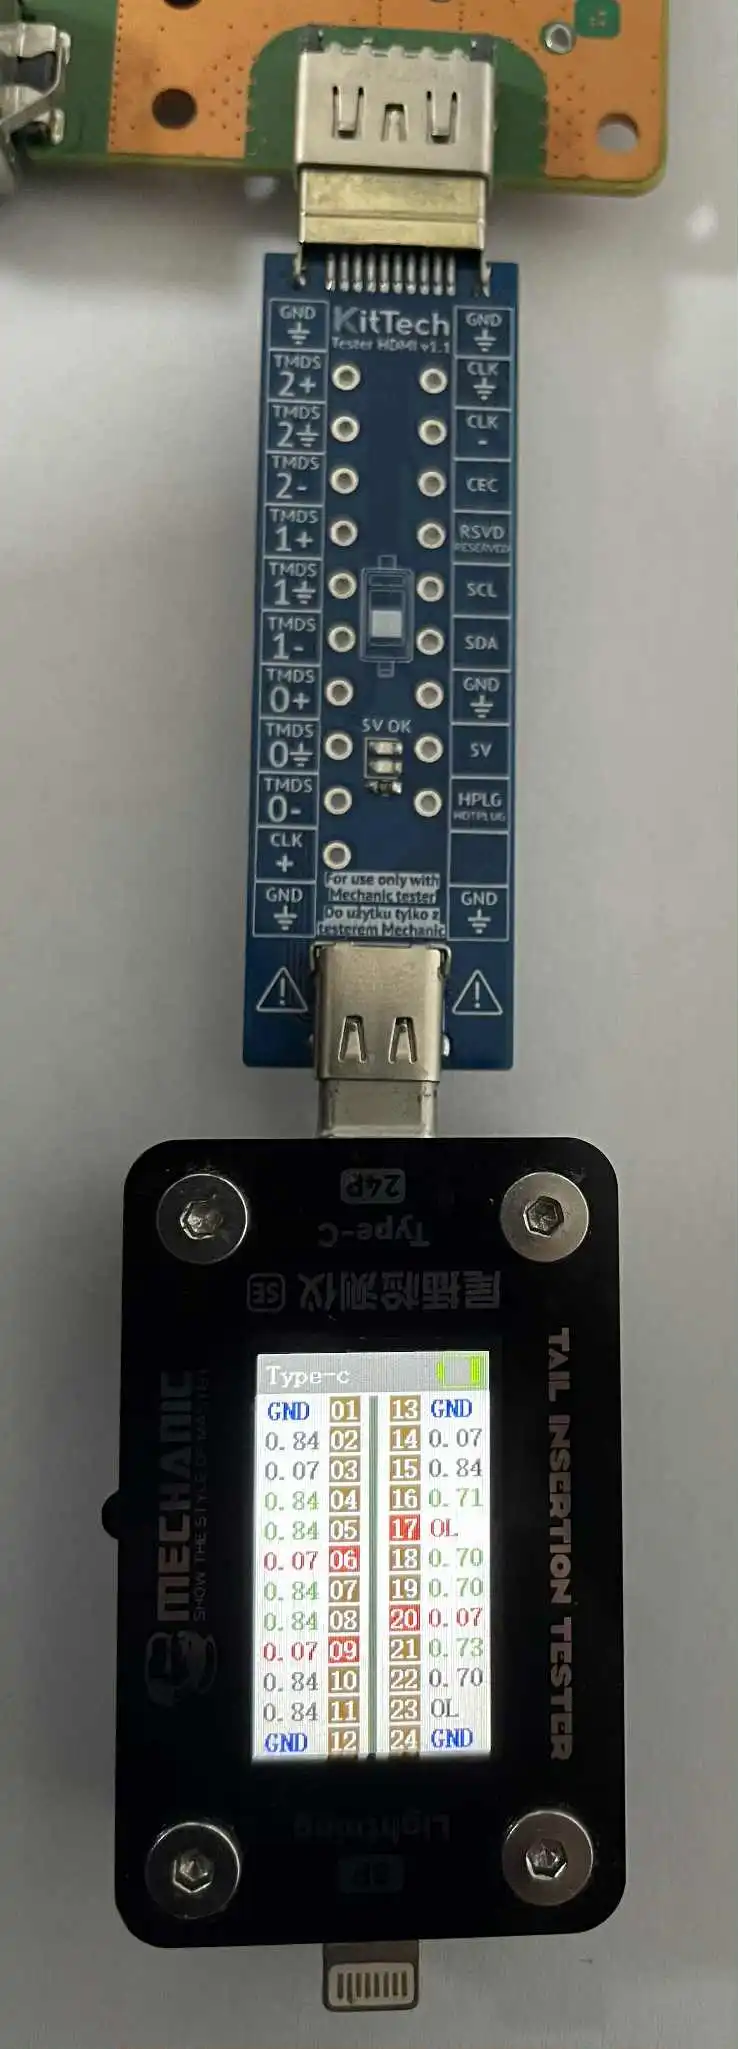 GND
KitTech
GND
Tester HDMI v1.1
TMDS
2+
CLK
TMDS
2
CLK
-
TMDS
2-
CEC
TMDS
1+
RSVD
RESERVED
TMDS
1
SCL
TMDS
1-
SDA
TMDS
0+
GND
5V OK
TMDS
0
5V
TMDS
0-
HPLG
HOTPLUG
CLK
+
For use only with
Mechanic tester
GND
GND
Do użytku tylko z
testerem Mechanic
24P
Type-C
尾插检测仪 SE
MECHANIC
SHOW THE STYLE OF MASTER
TAIL INSERTION TESTER
Type-c
GND 01 13 GND
0.84 02 14 0.07
0.07 03 15 0.84
0.84 04 16 0.71
0.84 05 17 OL
0.07 06 18 0.70
0.84 07 19 0.70
0.84 08 20 0.07
0.07 09 21 0.73
0.84 10 22 0.70
0.84 11 23 OL
GND 12 24 GND
Lightning
8P